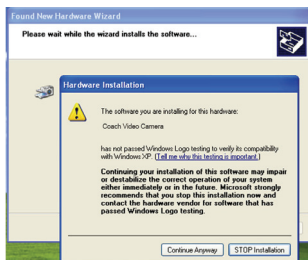 Found New Hardware Wizard
Please wait while the wizard installs the software...
Hardware Installation
The software you are installing for this hardware:
Coach Video Camera
has not passed Windows Logo testing to verify its compatibility
with Windows XP. (Tell me why this testing is important.)
Continuing your installation of this software may impair
or destabilize the correct operation of your system
either immediately or in the future. Microsoft strongly
recommends that you stop this installation now and
contact the hardware vendor for software that has
passed Windows Logo testing.
Continue Anyway
STOP Installation